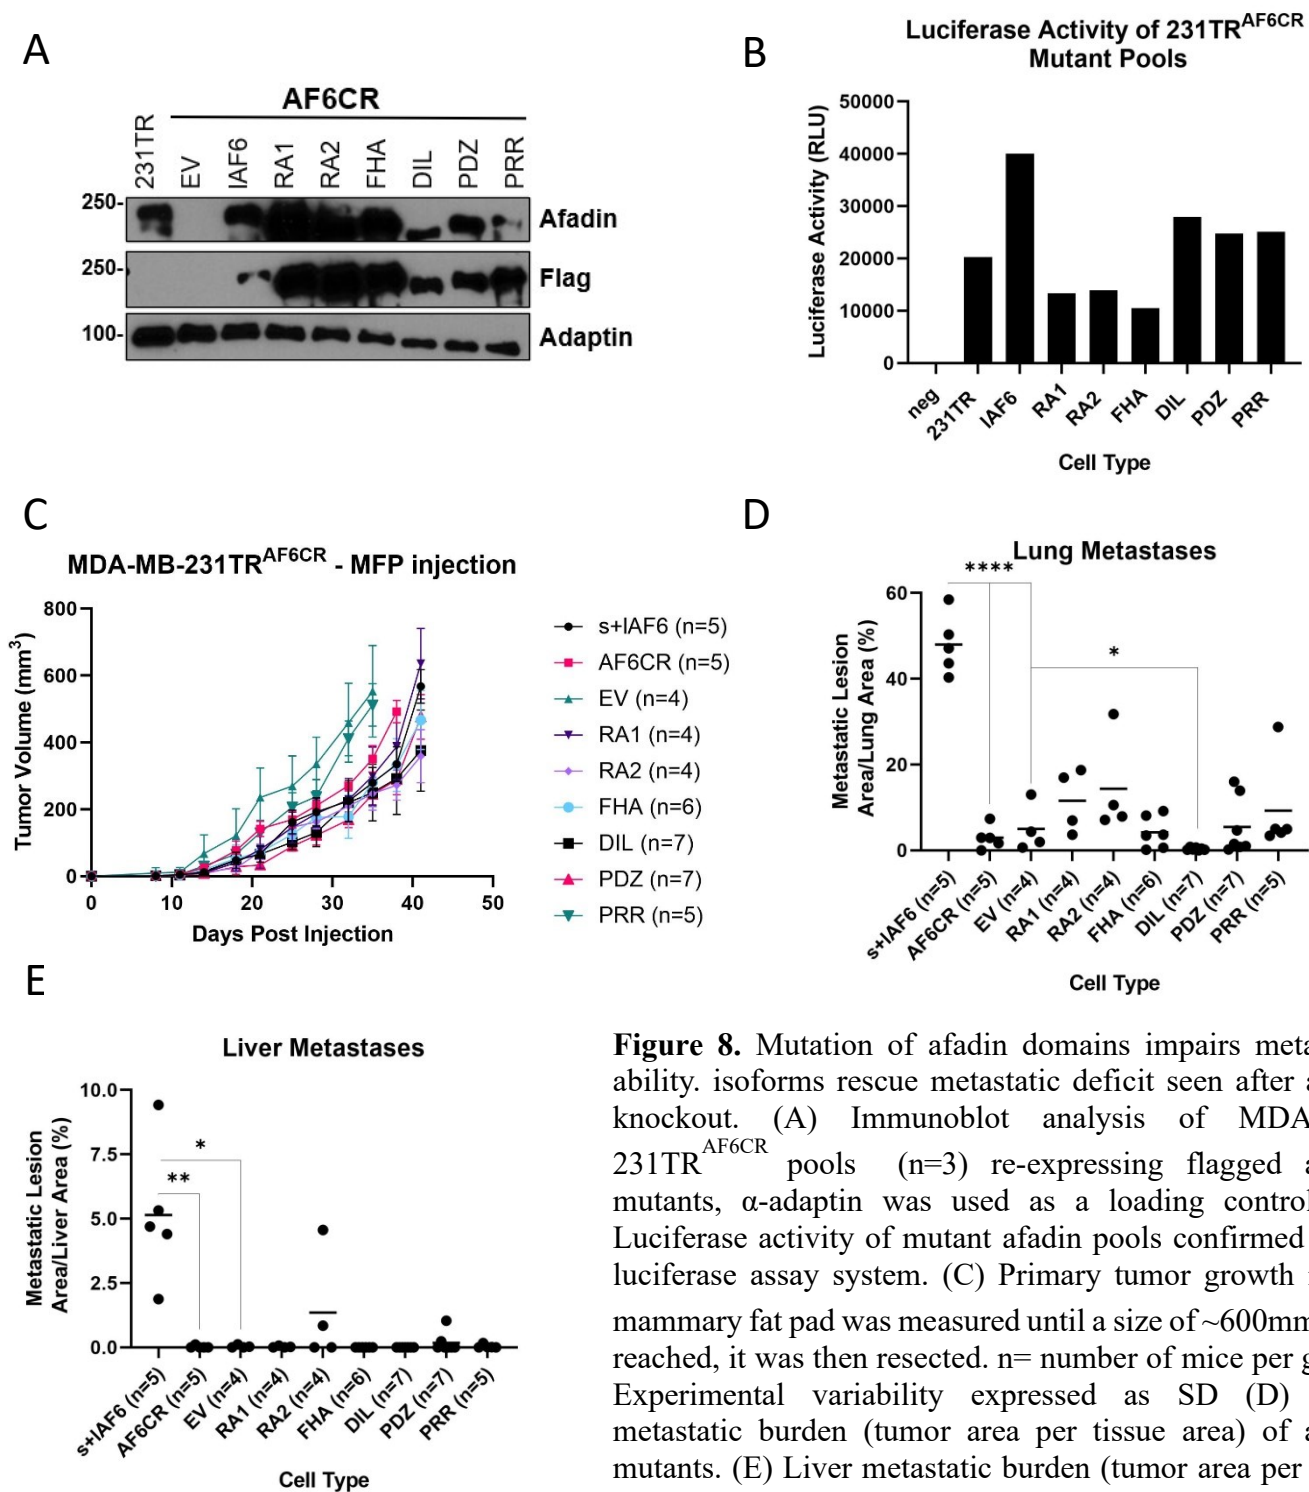 A
AF6CR
231TR
EV
IAF6
RA1
RA2
FHA
DIL
PDZ
PRR
250-
Afadin
250-
Flag
100-
Adaptin
B
Luciferase Activity of 231TR^AF6CR
Mutant Pools
Luciferase Activity (RLU)
50000
40000
30000
20000
10000
0
neg
231TR
IAF6
RA1
RA2
FHA
DIL
PDZ
PRR
Cell Type
C
MDA-MB-231TR^AF6CR - MFP injection
Tumor Volume (mm³)
800
600
400
200
0
0 10 20 30 40 50
Days Post Injection
s+IAF6 (n=5)
AF6CR (n=5)
EV (n=4)
RA1 (n=4)
RA2 (n=4)
FHA (n=6)
DIL (n=7)
PDZ (n=7)
PRR (n=5)
D
Lung Metastases
Metastatic Lesion
Area/Lung Area (%)
60
40
20
0
****
*
s+IAF6 (n=5)
AF6CR (n=5)
EV (n=4)
RA1 (n=4)
RA2 (n=4)
FHA (n=6)
DIL (n=7)
PDZ (n=7)
PRR (n=5)
Cell Type
E
Liver Metastases
Metastatic Lesion
Area/Liver Area (%)
10.0
7.5
5.0
2.5
0.0
*
**
s+IAF6 (n=5)
AF6CR (n=5)
EV (n=4)
RA1 (n=4)
RA2 (n=4)
FHA (n=6)
DIL (n=7)
PDZ (n=7)
PRR (n=5)
Cell Type
Figure 8. Mutation of afadin domains impairs meta
ability. isoforms rescue metastatic deficit seen after a
knockout. (A) Immunoblot analysis of MDA
231TR^AF6CR pools (n=3) re-expressing flagged a
mutants, α-adaptin was used as a loading control
Luciferase activity of mutant afadin pools confirmed
luciferase assay system. (C) Primary tumor growth
mammary fat pad was measured until a size of ~600mm
reached, it was then resected. n= number of mice per g
Experimental variability expressed as SD (D)
metastatic burden (tumor area per tissue area) of a
mutants. (E) Liver metastatic burden (tumor area per